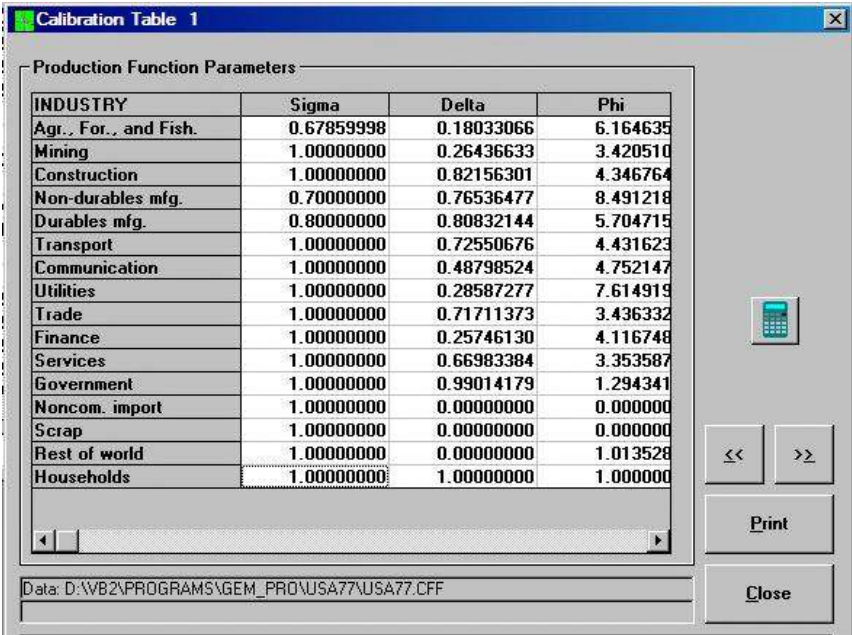 Calibration Table 1
Production Function Parameters
INDUSTRY Sigma Delta Phi
Agr., For., and Fish. 0.67859998 0.18033066 6.164635
Mining 1.00000000 0.26436633 3.420510
Construction 1.00000000 0.82156301 4.346764
Non-durables mfg. 0.70000000 0.76536477 8.491218
Durables mfg. 0.80000000 0.80832144 5.704715
Transport 1.00000000 0.72550676 4.431623
Communication 1.00000000 0.48798524 4.752147
Utilities 1.00000000 0.28587277 7.614919
Trade 1.00000000 0.71711373 3.436332
Finance 1.00000000 0.25746130 4.116748
Services 1.00000000 0.66983384 3.353587
Government 1.00000000 0.99014179 1.294341
Noncom. import 1.00000000 0.00000000 0.000000
Scrap 1.00000000 0.00000000 0.000000
Rest of world 1.00000000 0.00000000 1.013528
Households 1.00000000 1.00000000 1.000000
<< >>
Print
Data: D:\VB2\PROGRAMS\GEM_PRO\USA77\USA77.CFF
Close